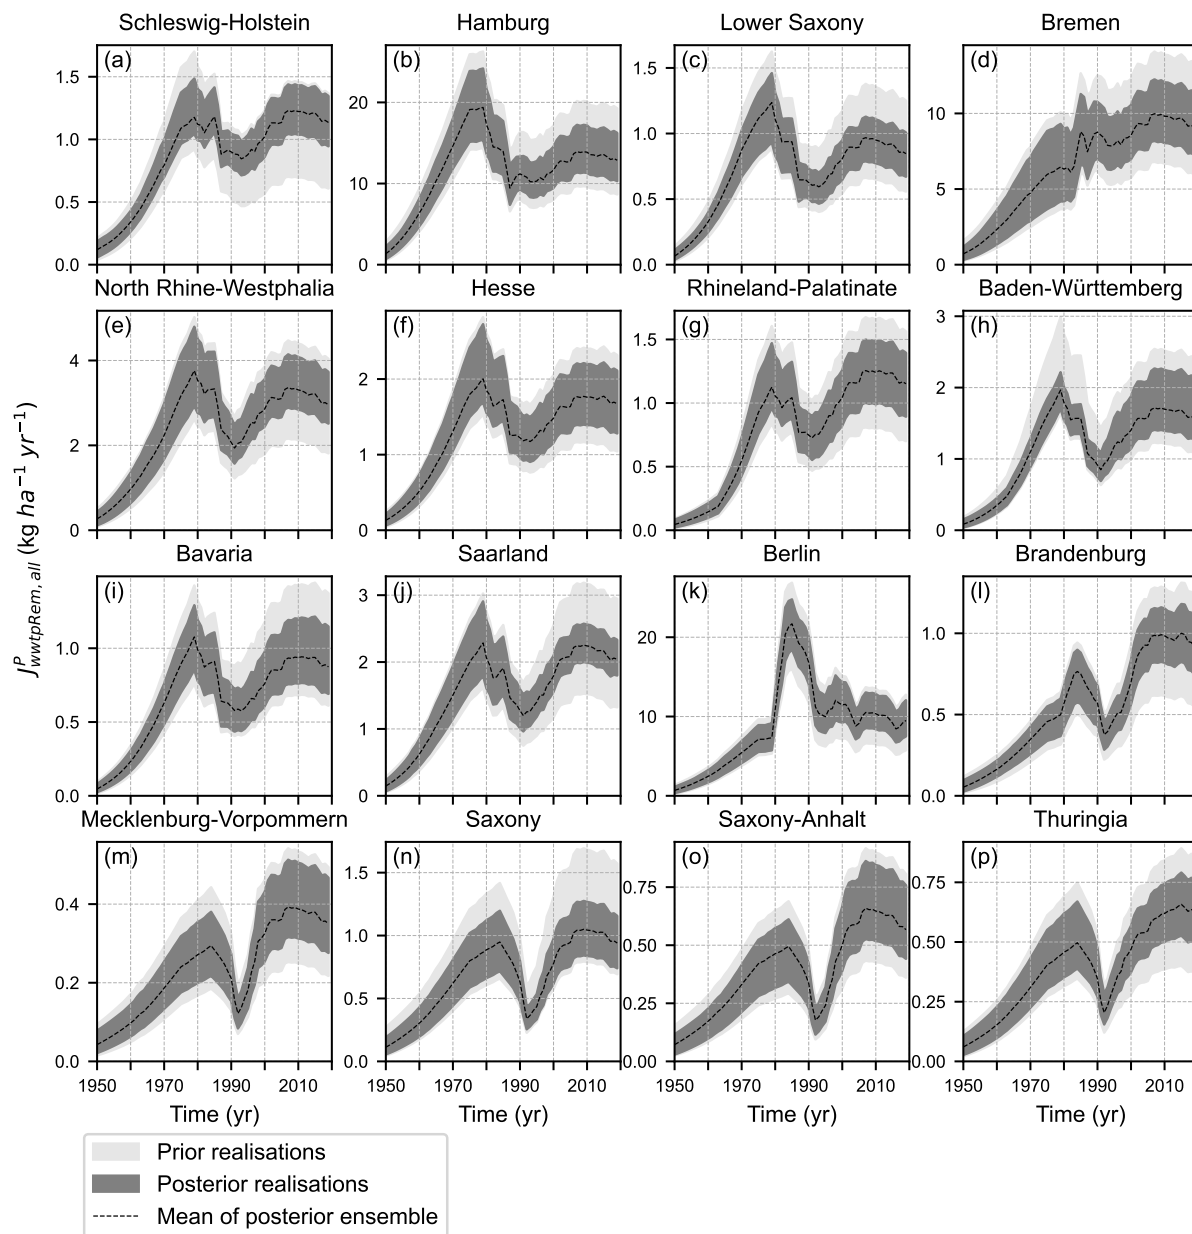 Schleswig-Holstein Hamburg Lower Saxony Bremen
(a) (b) (c) (d)
1.5 20 1.5 10
1.0 1.0
10 5
0.5 0.5
0.0 0 0.0 0
North Rhine-Westphalia Hesse Rhineland-Palatinate Baden-Württemberg
(e) (f) (g) (h)
3
4 2 1.5 2
1.0
2 1 1
0.5
0 0 0.0 0
Bavaria Saarland Berlin Brandenburg
(i) (j) (k) (l)
3
1.0 20 1.0
2
0.5 10 0.5
1
0.0 0 0 0.0
Mecklenburg-Vorpommern Saxony Saxony-Anhalt Thuringia
(m) (n) (o) (p)
1.5 0.75 0.75
0.4
1.0 0.50 0.50
0.2
0.5 0.25 0.25
0.0 0.0 0.00 0.00
1950 1970 1990 2010 1950 1970 1990 2010 1950 1970 1990 2010 1950 1970 1990 2010
Time (yr) Time (yr) Time (yr) Time (yr)
J^P_wwtpRem, all (kg ha⁻¹ yr⁻¹)
Prior realisations
Posterior realisations
Mean of posterior ensemble